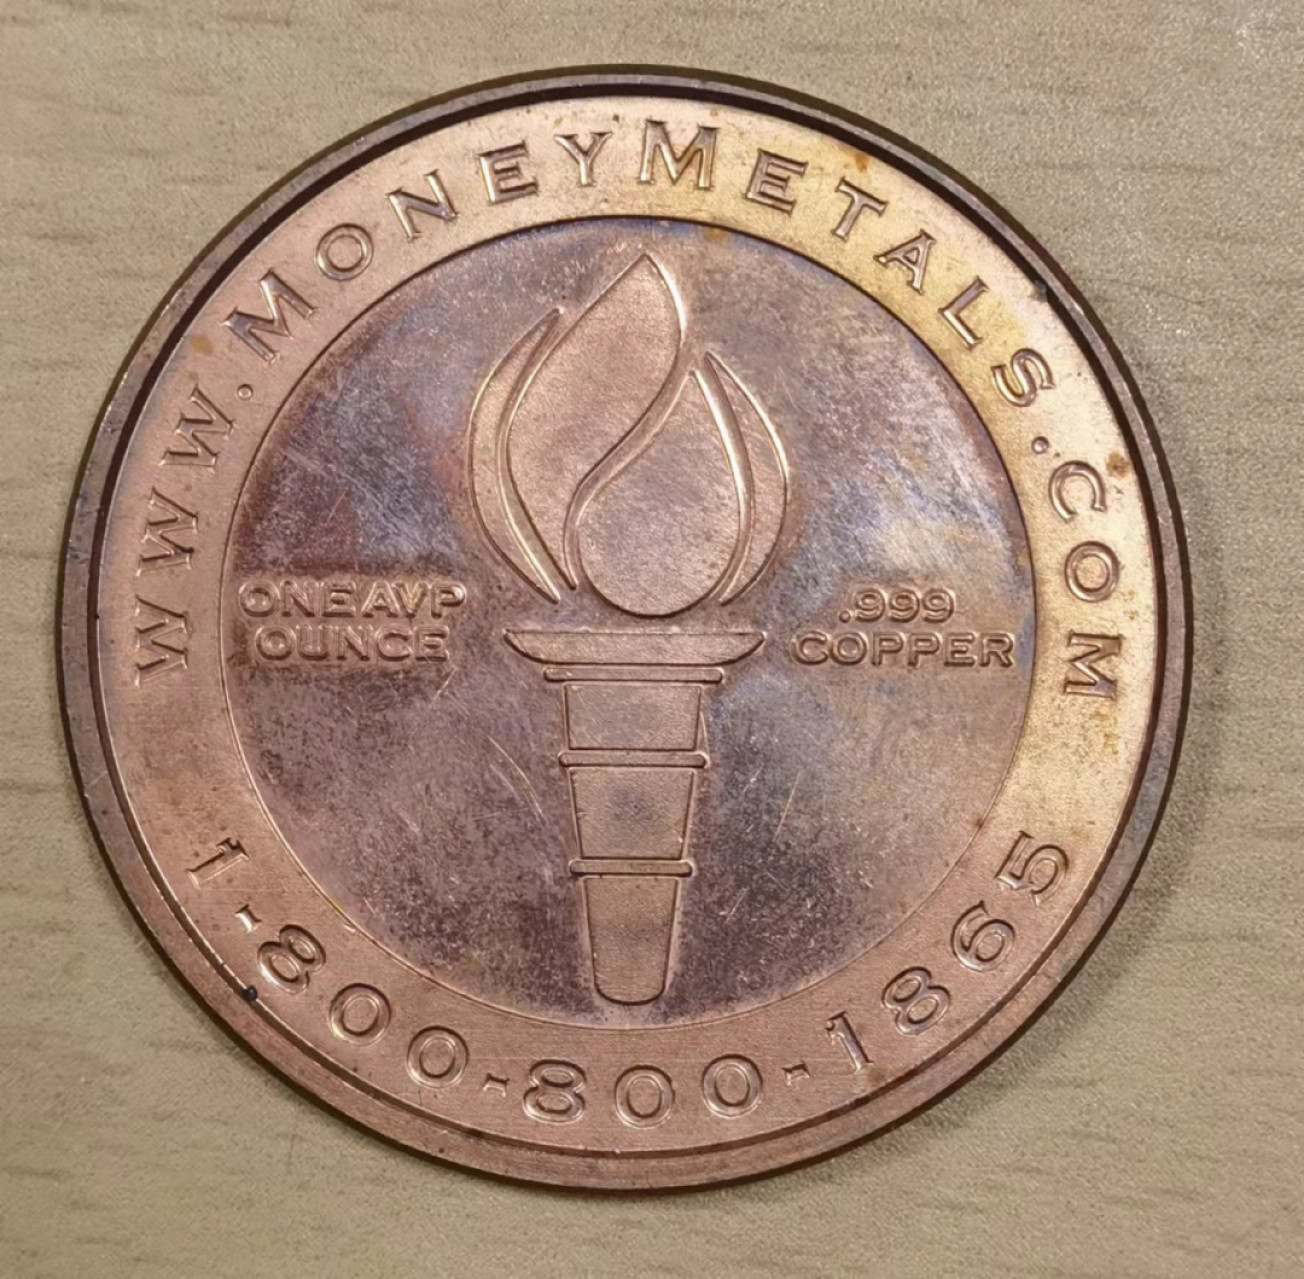 WWW.MONEYMETALS.COM
ONE AVP
OUNCE
.999
COPPER
1-800-800-1865